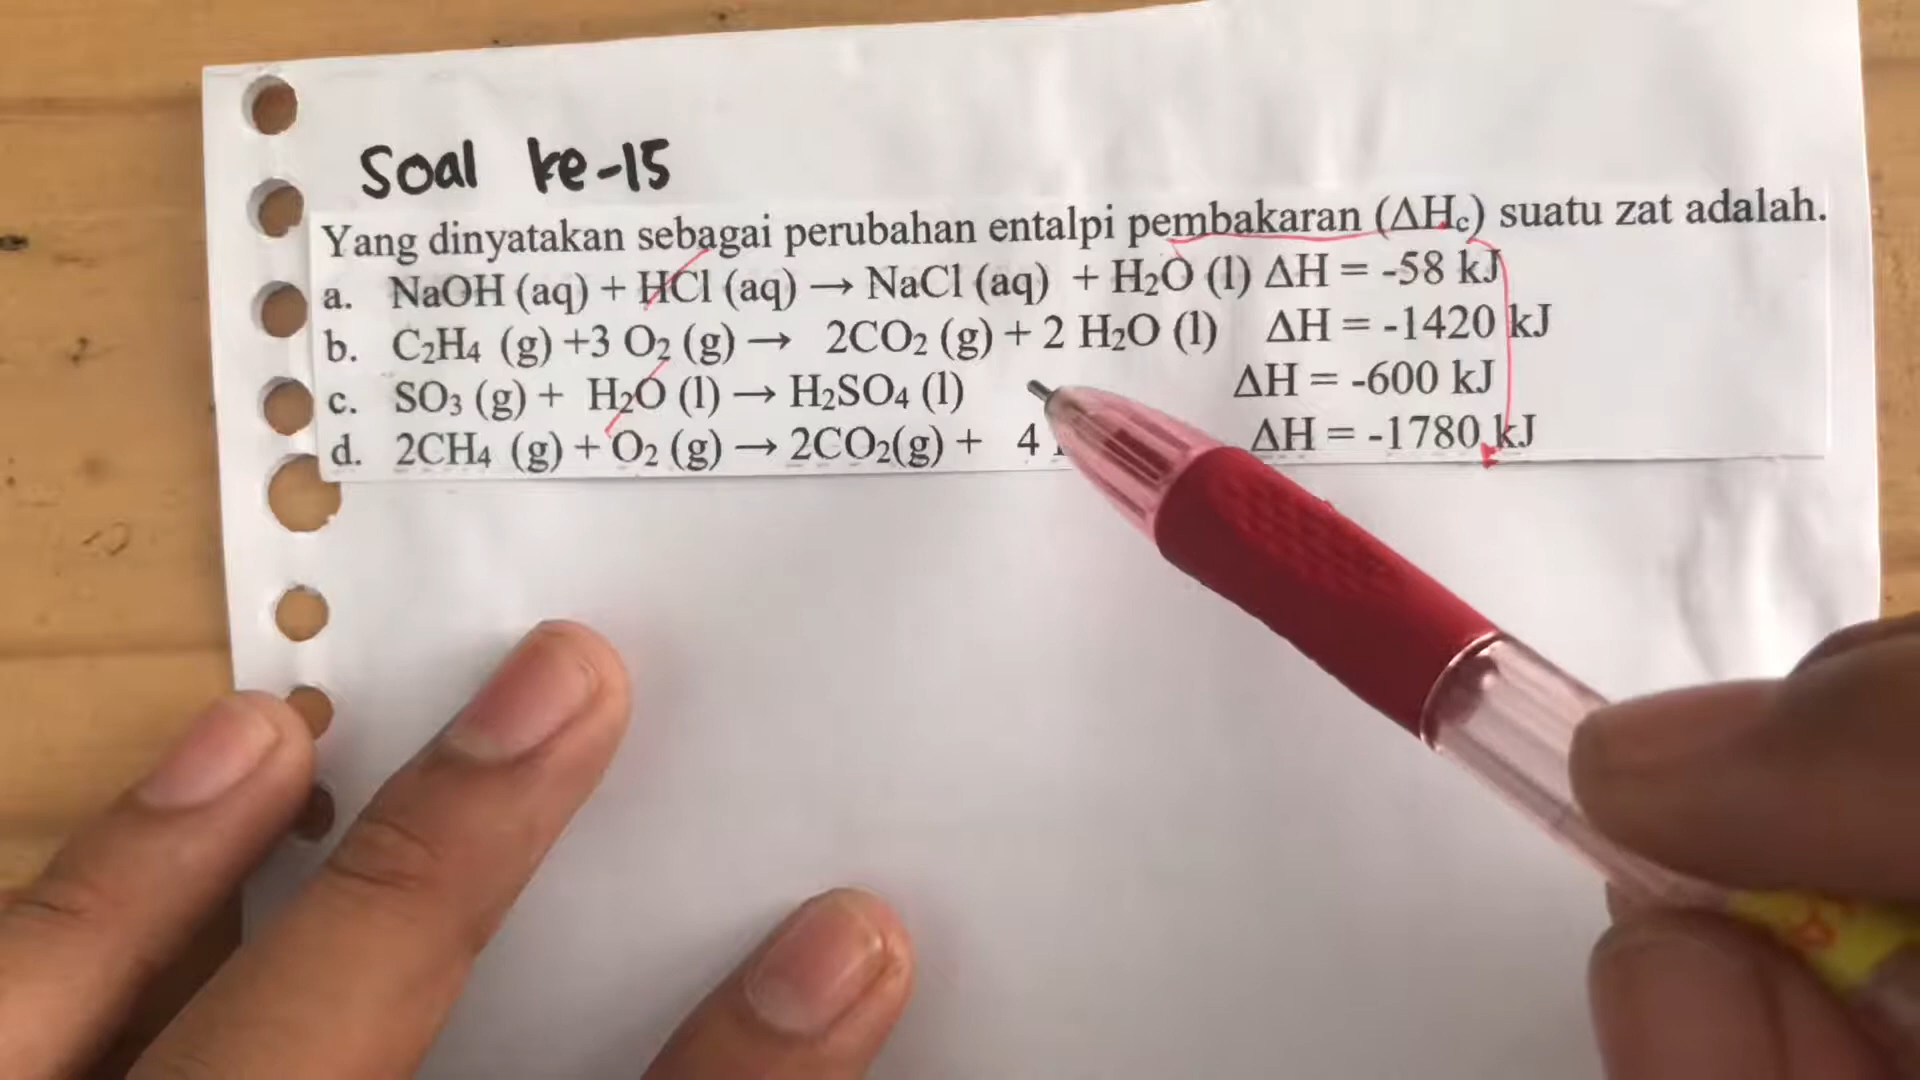 Soal ke-15
Yang dinyatakan sebagai perubahan entalpi pembakaran (ΔHc) suatu zat adalah.
a. NaOH (aq) + HCl (aq) → NaCl (aq) + H2O (l) ΔH = -58 kJ
b. C2H4 (g) +3 O2 (g) → 2CO2 (g) + 2 H2O (l) ΔH = -1420 kJ
c. SO3 (g) + H2O (l) → H2SO4 (l) ΔH = -600 kJ
d. 2CH4 (g) + O2 (g) → 2CO2(g) + 4 ΔH = -1780 kJ